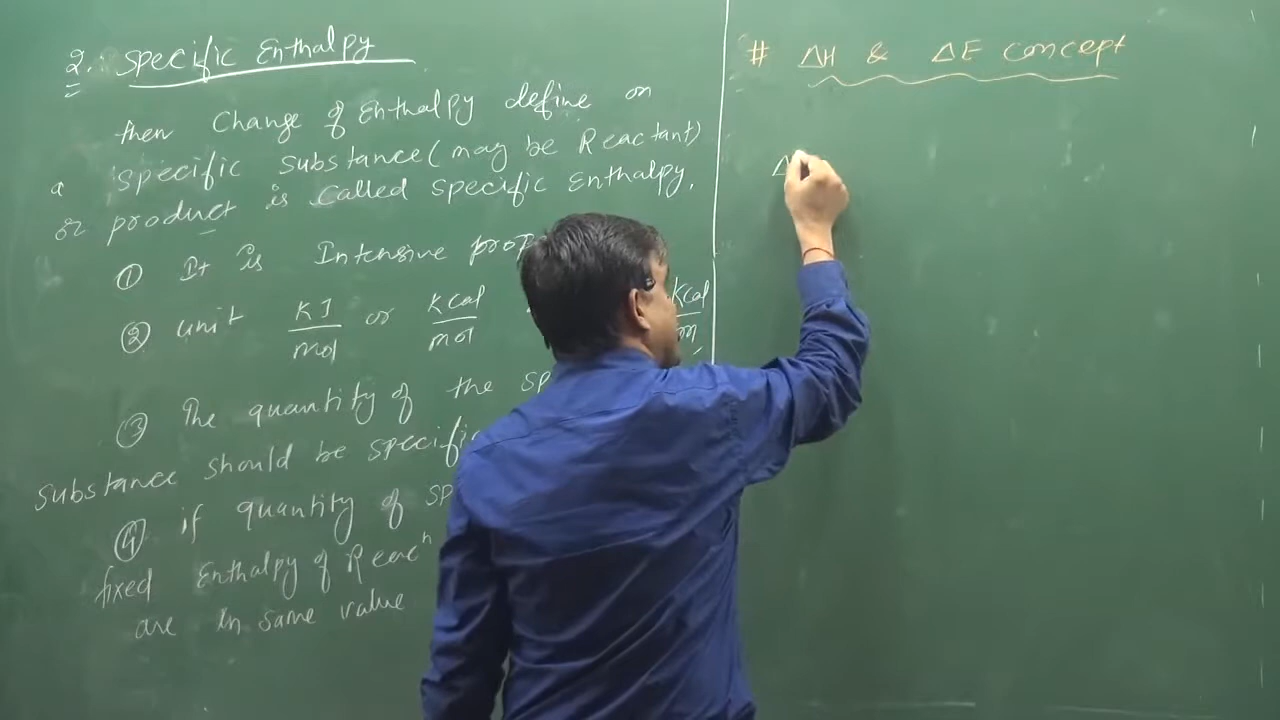 2. : Specific Enthalpy
then Change of Enthalpy define on
a specific substance (may be Reactant)
or product is called specific Enthalpy.
① It is Intensive prop
② unit KJ/mol or Kcal/mol Kcal/m
③ The quantity of the sp
substance should be specific
④ if quantity of sp
fixed Enthalpy of Reacⁿ
are in same value
# ΔH & ΔE concept
Δ